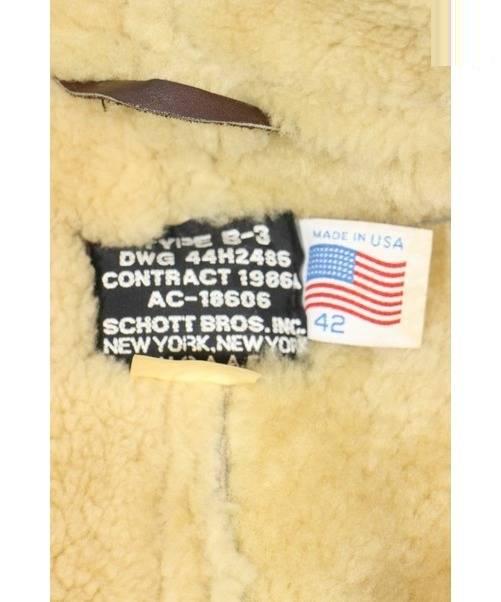 TYPE B-3
DWG 44H2486
CONTRACT 1986A
AC-18606
SCHOTT BROS. INC.
NEW YORK, NEW YORK
MADE IN USA
42